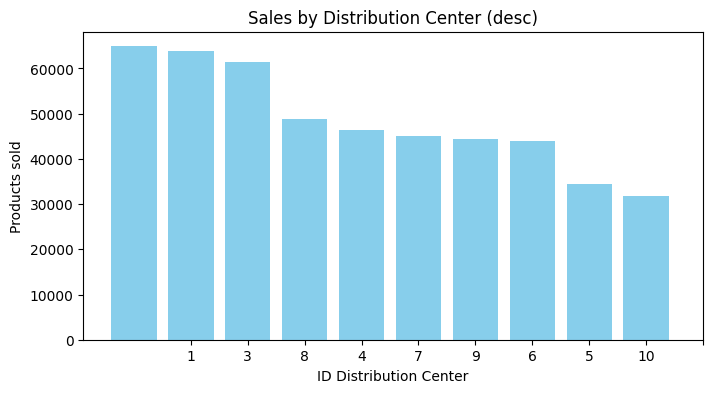 Sales by Distribution Center (desc)
60000
50000
40000
30000
20000
10000
0
Products sold
1 3 8 4 7 9 6 5 10
ID Distribution Center